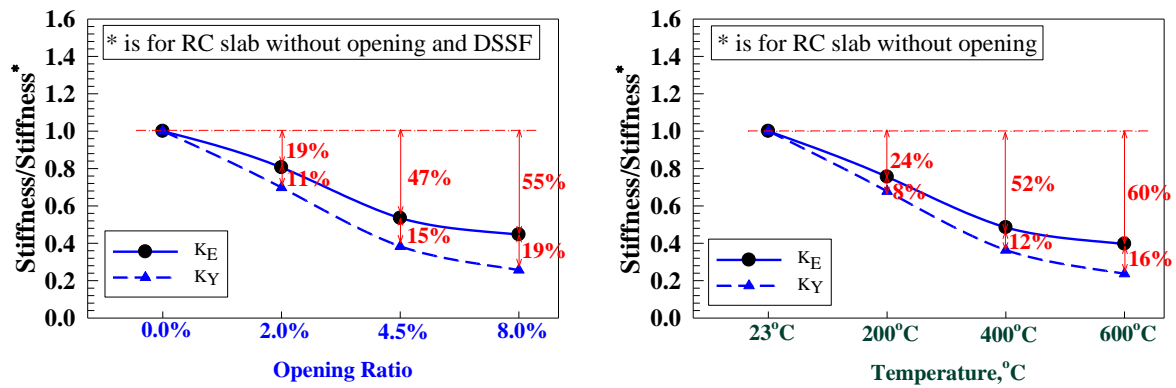 * is for RC slab without opening and DSSF
Stiffness/Stiffness*
1.6
1.4
1.2
1.0
0.8
0.6
0.4
0.2
0.0
19%
11%
47%
15%
55%
19%
K_E
K_Y
0.0%
2.0%
4.5%
8.0%
Opening Ratio
* is for RC slab without opening
Stiffness/Stiffness*
1.6
1.4
1.2
1.0
0.8
0.6
0.4
0.2
0.0
24%
8%
52%
12%
60%
16%
K_E
K_Y
23°C
200°C
400°C
600°C
Temperature,°C